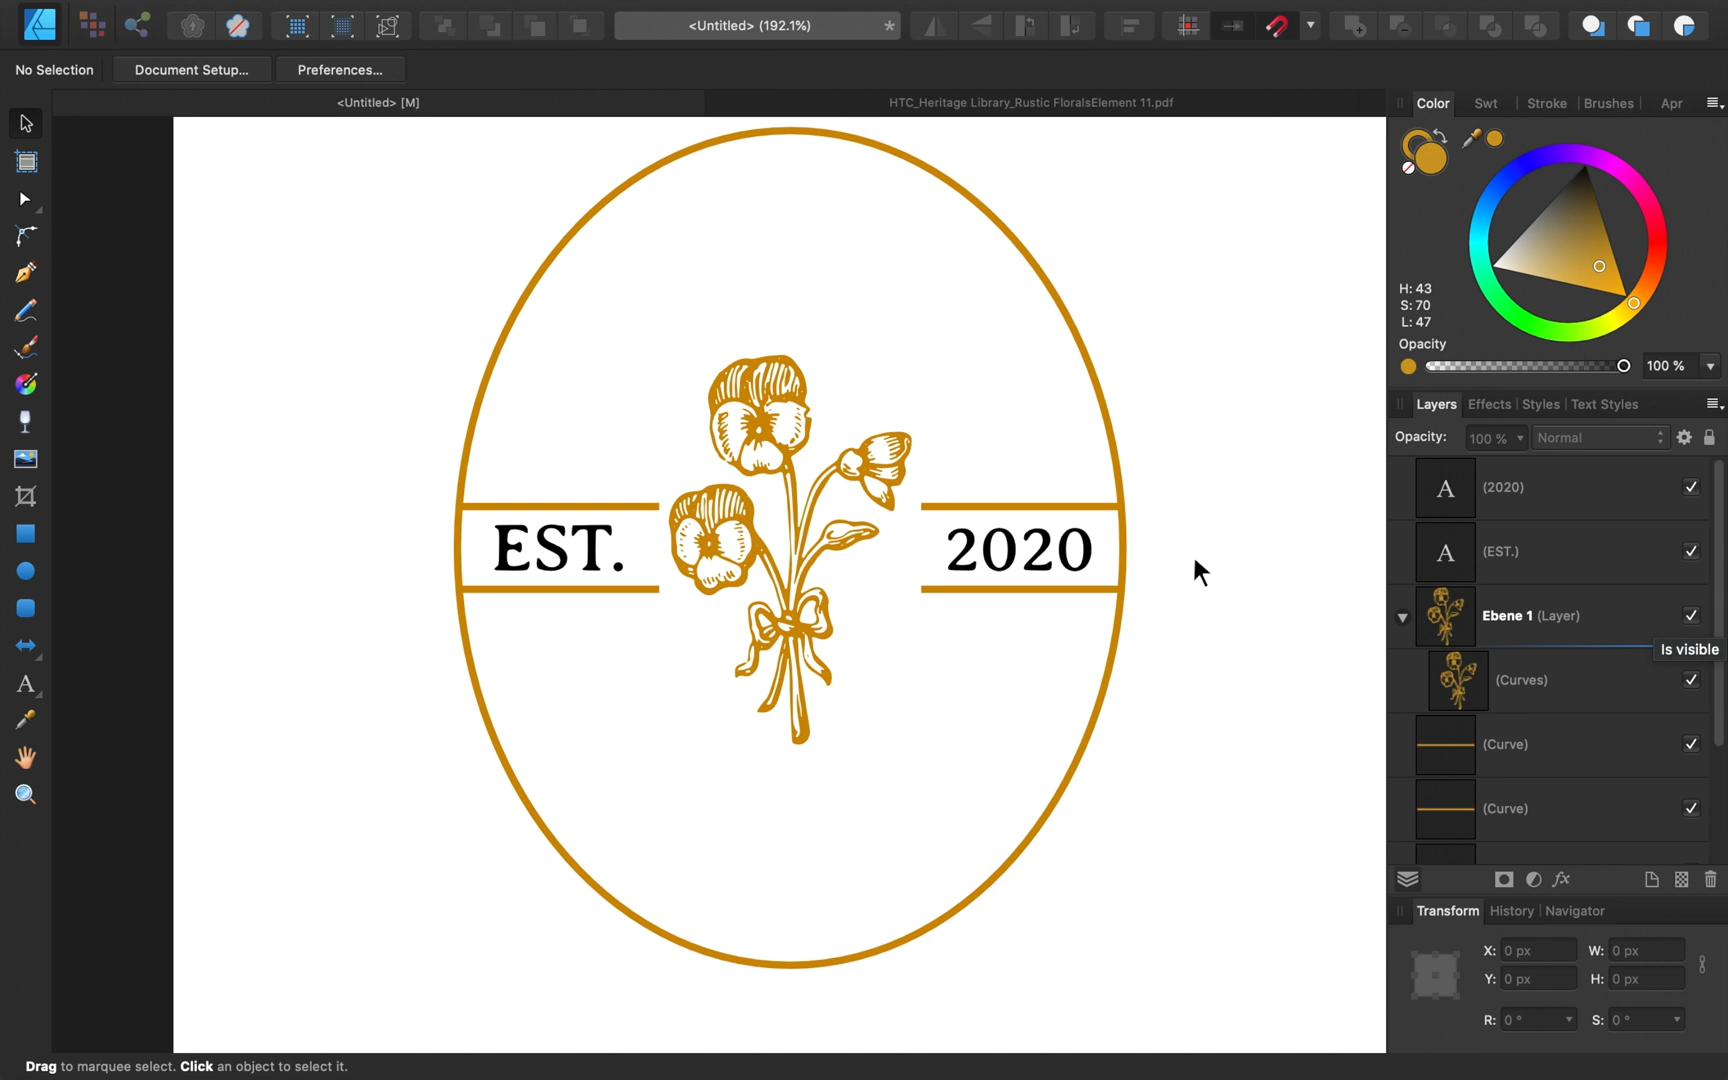 <Untitled> (192.1%)
*
No Selection
Document Setup...
Preferences...
<Untitled> [M]
HTC_Heritage Library_Rustic FloralsElement 11.pdf
Color
Swt
Stroke
Brushes
Apr
H: 43
S: 70
L: 47
Opacity
100 %
Layers
Effects
Styles
Text Styles
Opacity:
100 %
Normal
A
(2020)
A
(EST.)
Ebene 1 (Layer)
Is visible
(Curves)
(Curve)
(Curve)
fx
EST.
2020
Transform
History
Navigator
X: 0 px
W: 0 px
Y: 0 px
H: 0 px
R: 0 °
S: 0 °
A
Drag to marquee select. Click an object to select it.